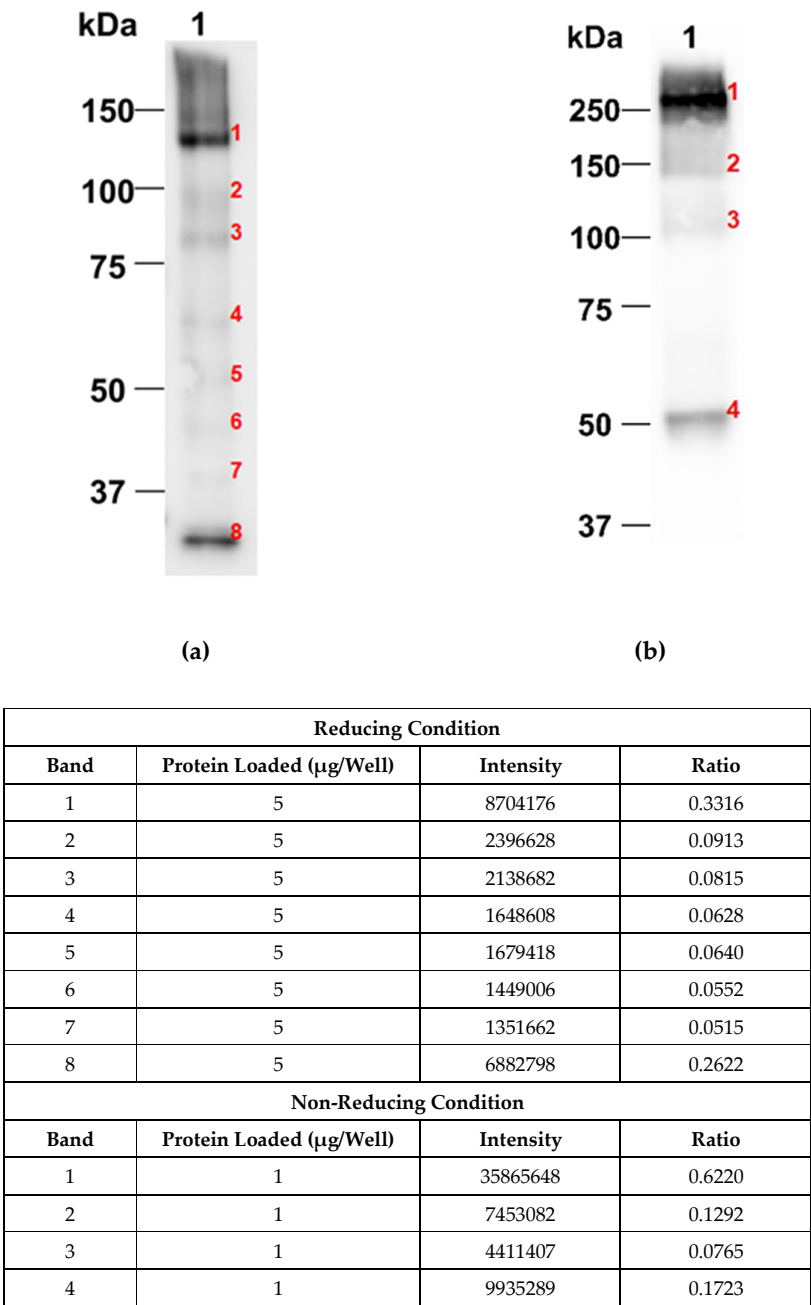 kDa 1
150
1
100
2
3
75
4
5
50
6
7
37
8
(a)
kDa 1
250
1
150
2
3
100
75
4
50
37
(b)
Reducing Condition
Band Protein Loaded (μg/Well) Intensity Ratio
1 5 8704176 0.3316
2 5 2396628 0.0913
3 5 2138682 0.0815
4 5 1648608 0.0628
5 5 1679418 0.0640
6 5 1449006 0.0552
7 5 1351662 0.0515
8 5 6882798 0.2622
Non-Reducing Condition
Band Protein Loaded (μg/Well) Intensity Ratio
1 1 35865648 0.6220
2 1 7453082 0.1292
3 1 4411407 0.0765
4 1 9935289 0.1723